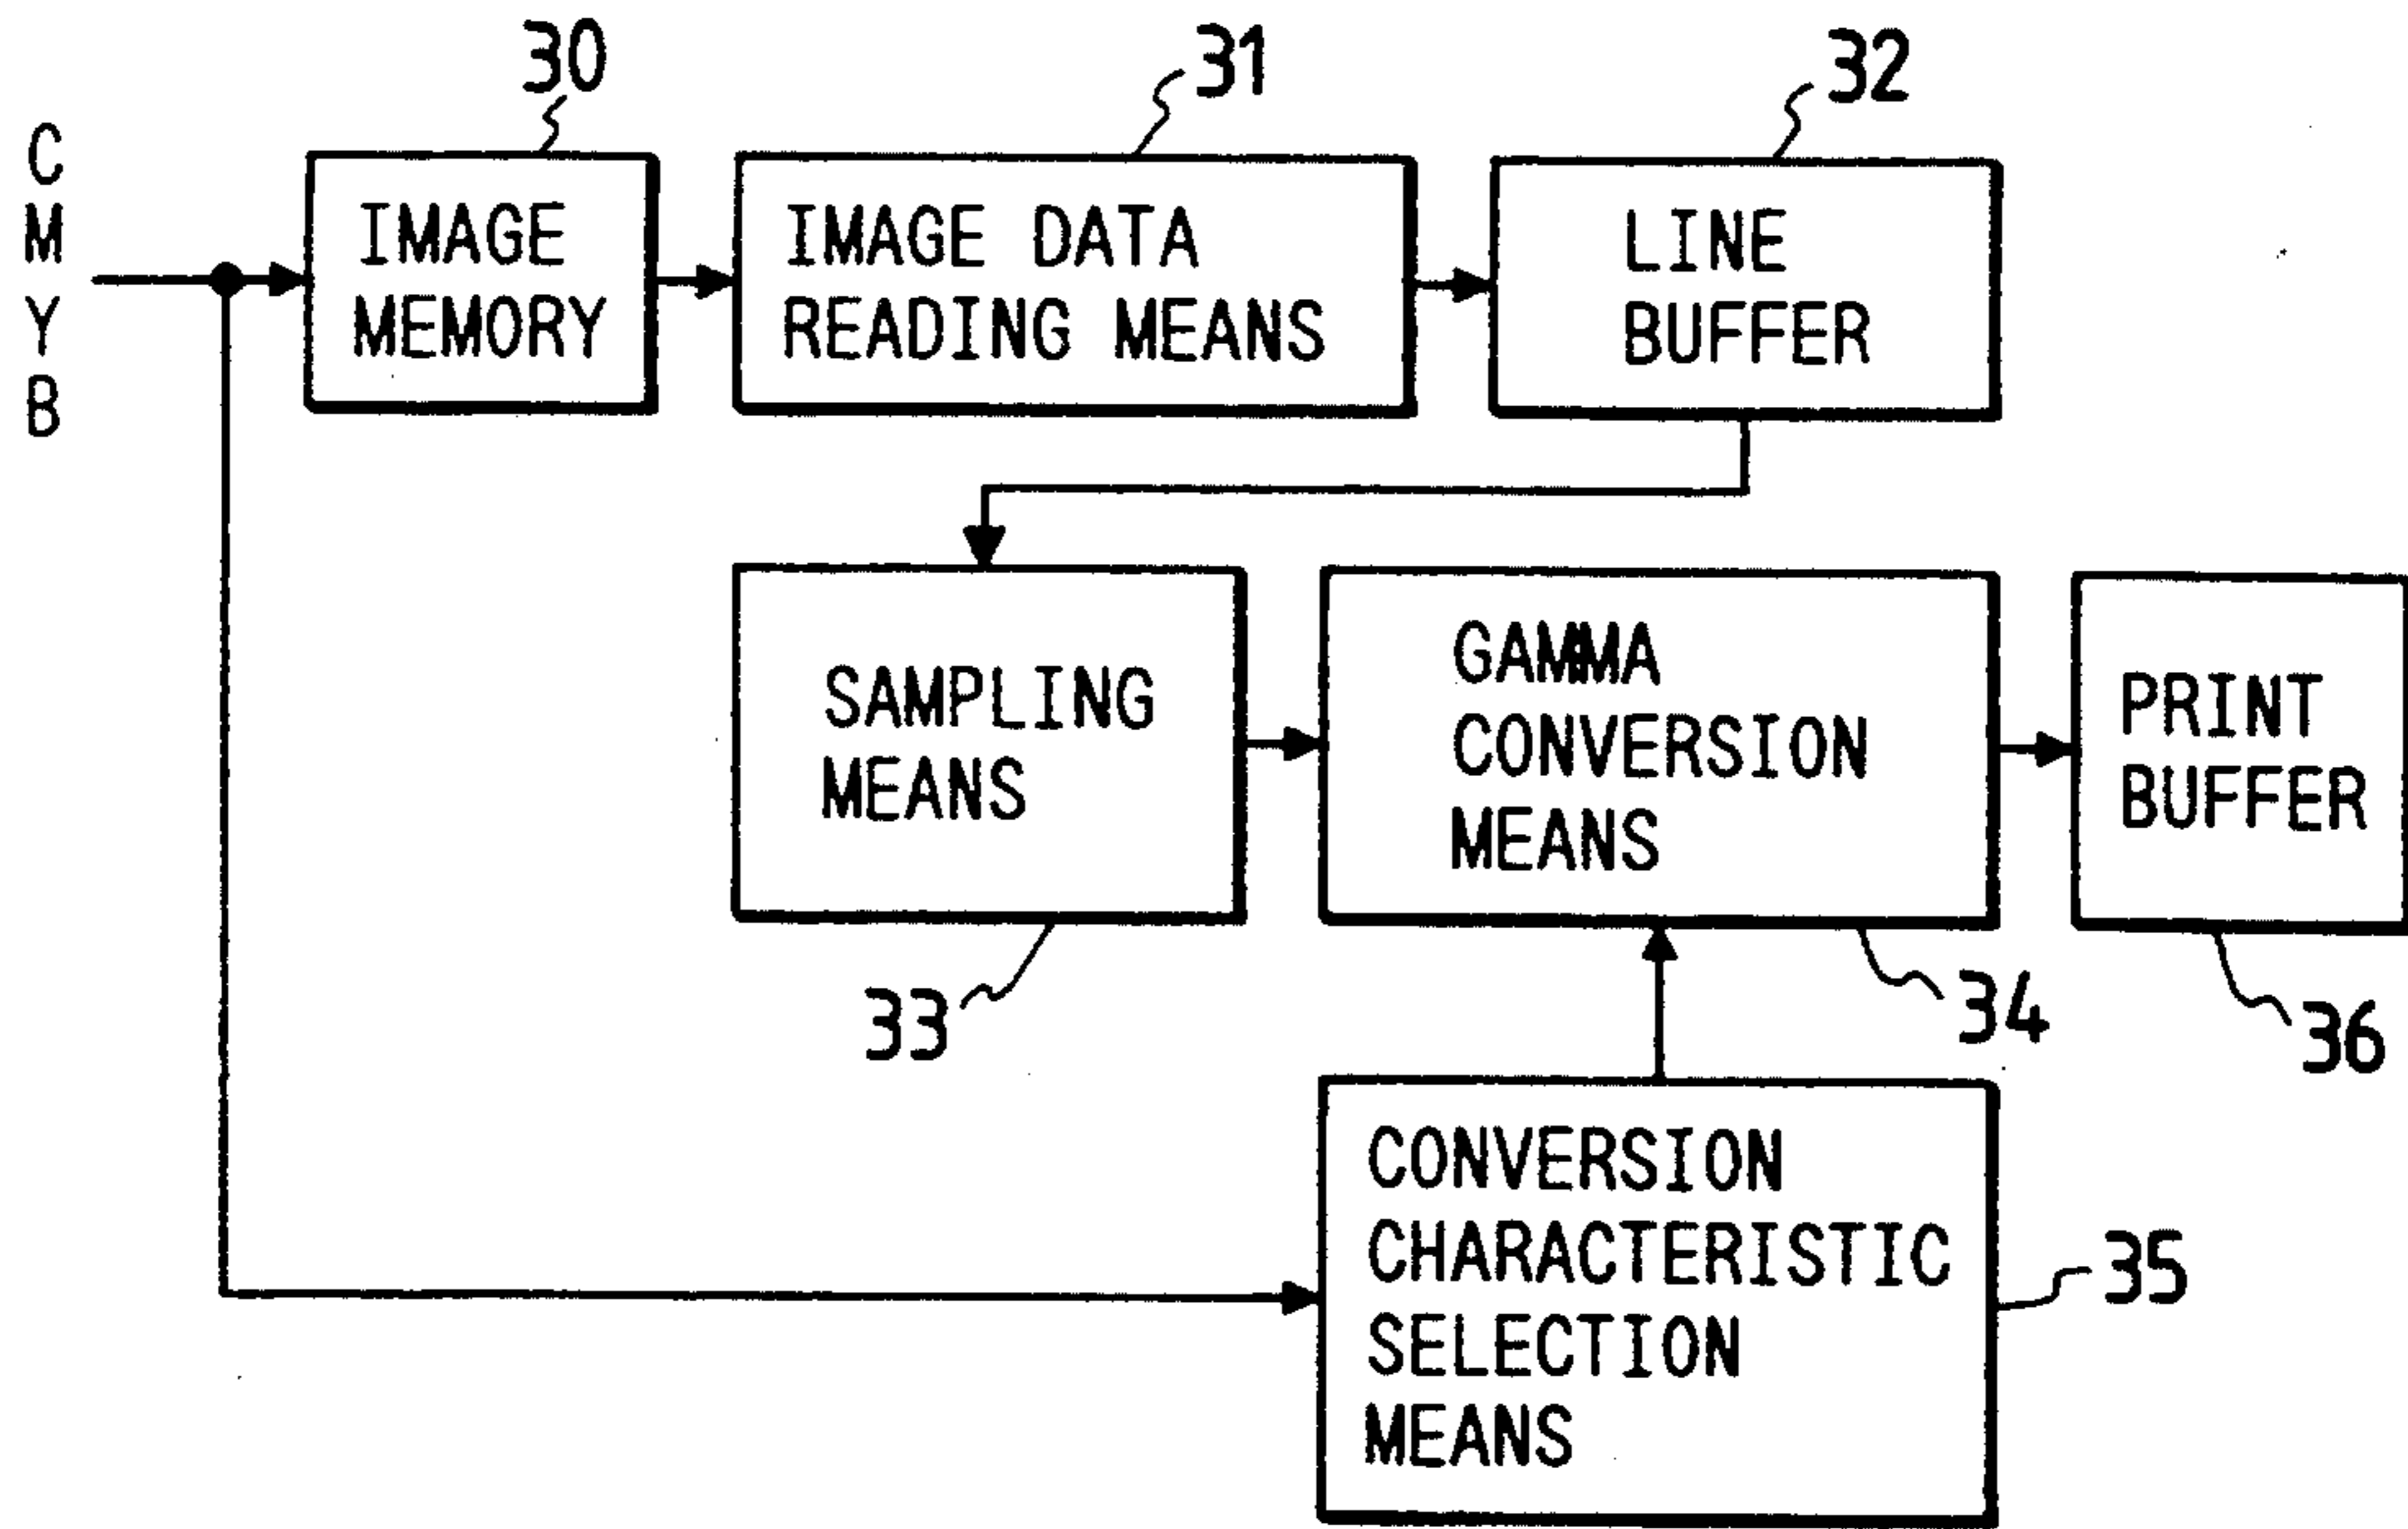 30
31
32
C
M
Y
B
IMAGE
MEMORY
IMAGE DATA
READING MEANS
LINE
BUFFER
SAMPLING
MEANS
GAMMA
CONVERSION
MEANS
PRINT
BUFFER
33
34
36
CONVERSION
CHARACTERISTIC
SELECTION
MEANS
35